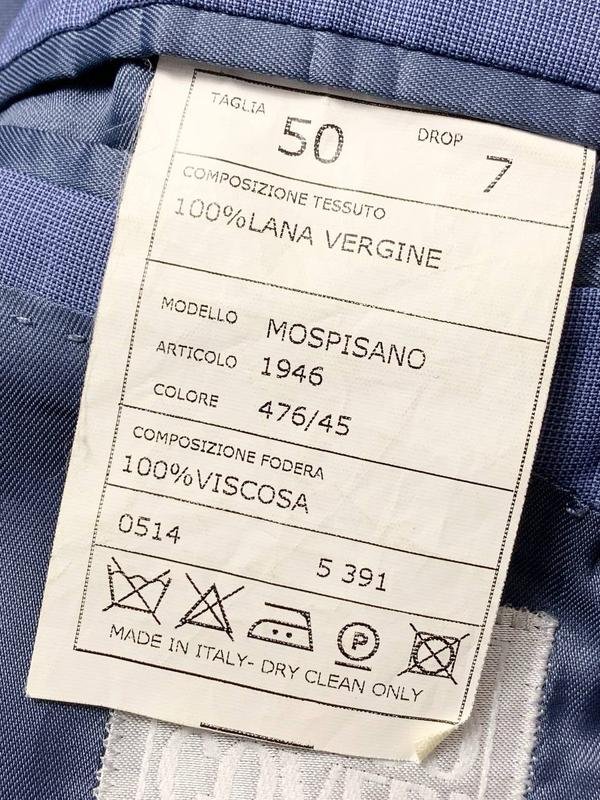 TAGLIA 50 DROP 7
COMPOSIZIONE TESSUTO
100%LANA VERGINE
MODELLO MOSPISANO
ARTICOLO 1946
COLORE 476/45
COMPOSIZIONE FODERA
100%VISCOSA
0514 5 391
P
MADE IN ITALY- DRY CLEAN ONLY